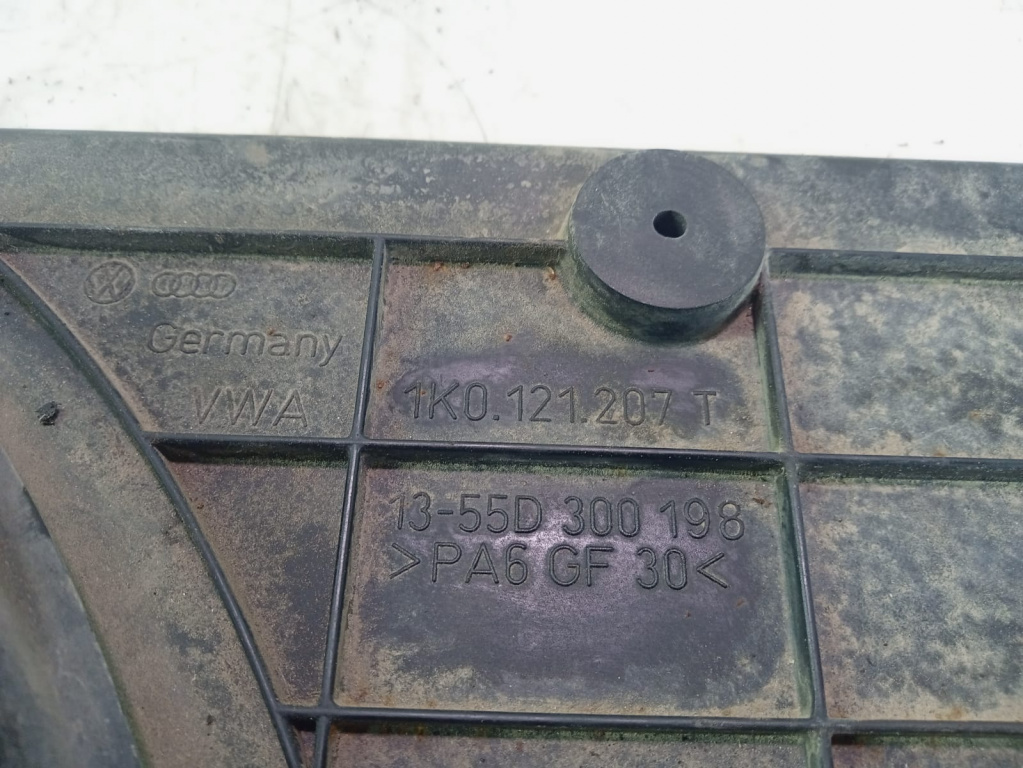 Germany
VWA
1K0.121.207 T
13-55D 300 198
>PA6 GF 30<